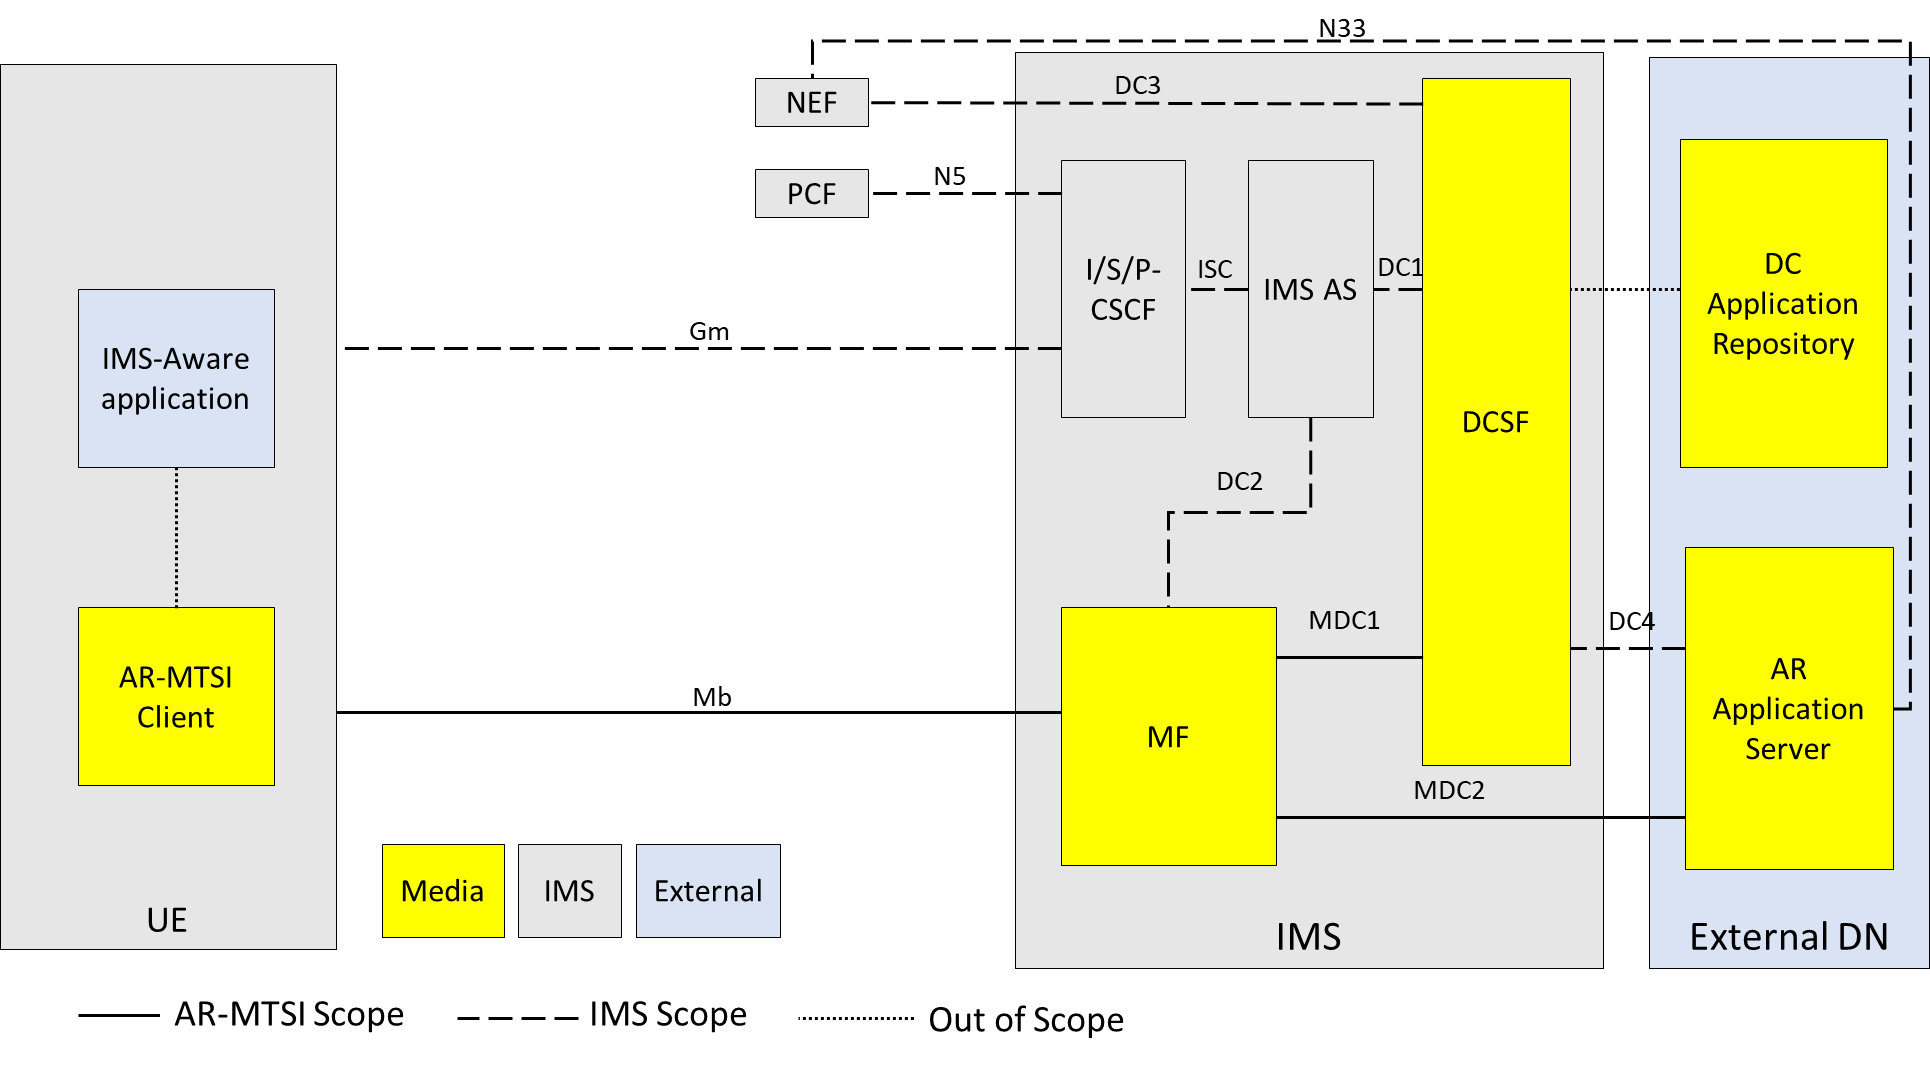 N33
NEF
DC3
PCF
N5
I/S/P-
CSCF
ISC
IMS AS
DC1
DCSF
DC
Application
Repository
Gm
IMS-Aware
application
DC2
MDC1
DC4
AR-MTSI
Client
Mb
MF
AR
Application
Server
MDC2
Media
IMS
External
UE
IMS
External DN
AR-MTSI Scope
IMS Scope
Out of Scope